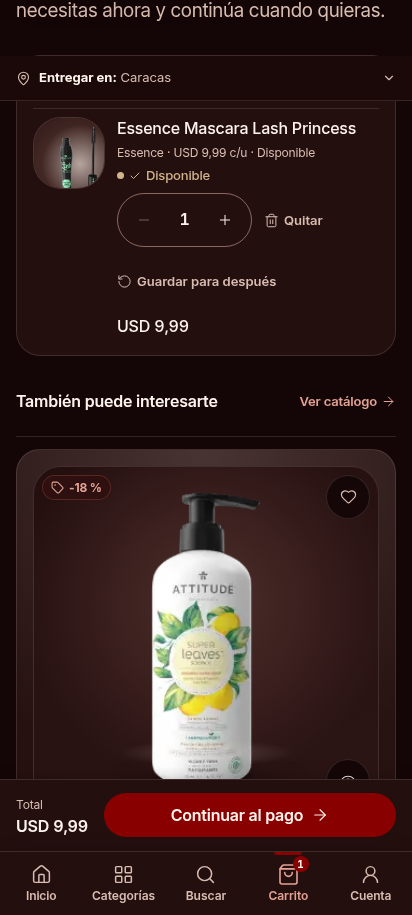 necesitas ahora y continúa cuando quieras.
Entregar en: Caracas
Essence Mascara Lash Princess
Essence · USD 9,99 c/u · Disponible
Disponible
1
Quitar
Guardar para después
USD 9,99
También puede interesarte
Ver catálogo
-18 %
ATTITUDE
SUPER
leaves
Total
USD 9,99
Continuar al pago
1
Inicio
Categorías
Buscar
Carrito
Cuenta